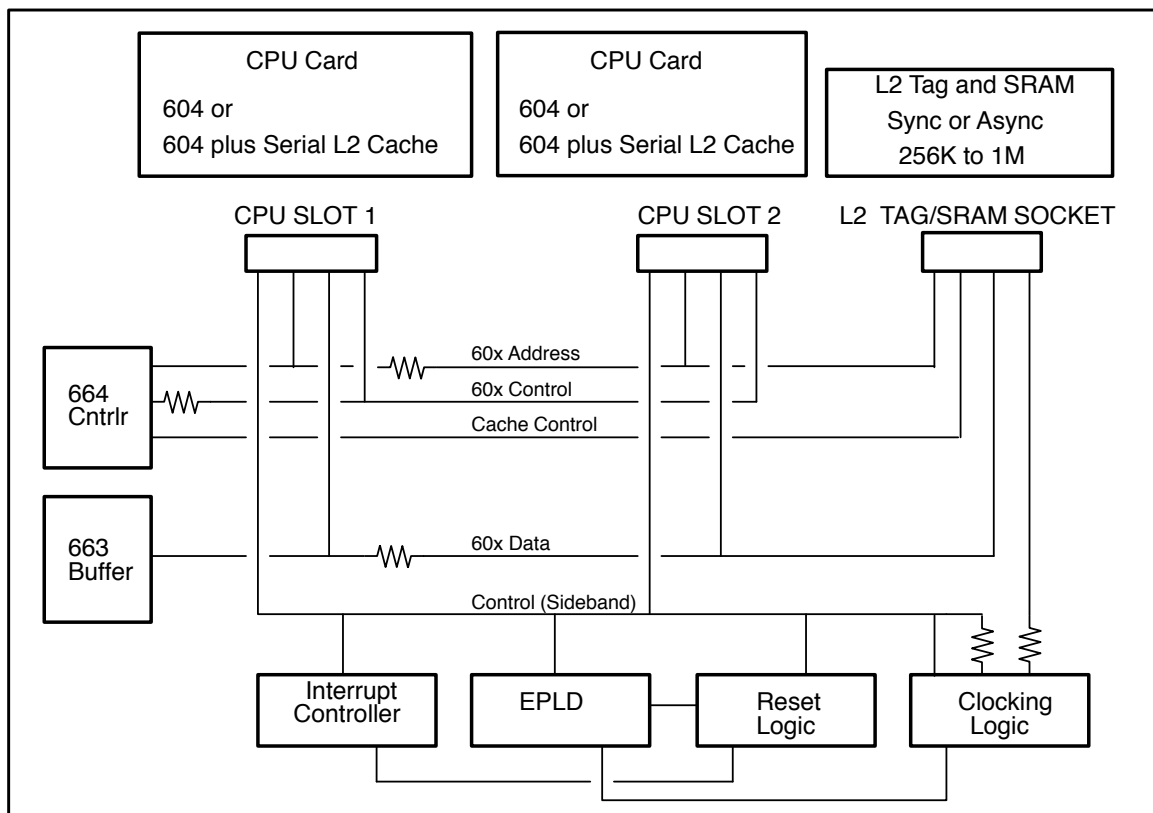 CPU Card
604 or
604 plus Serial L2 Cache
CPU Card
604 or
604 plus Serial L2 Cache
L2 Tag and SRAM
Sync or Async
256K to 1M
CPU SLOT 1
CPU SLOT 2
L2 TAG/SRAM SOCKET
664
Cntrlr
60x Address
60x Control
Cache Control
663
Buffer
60x Data
Control (Sideband)
Interrupt
Controller
EPLD
Reset
Logic
Clocking
Logic